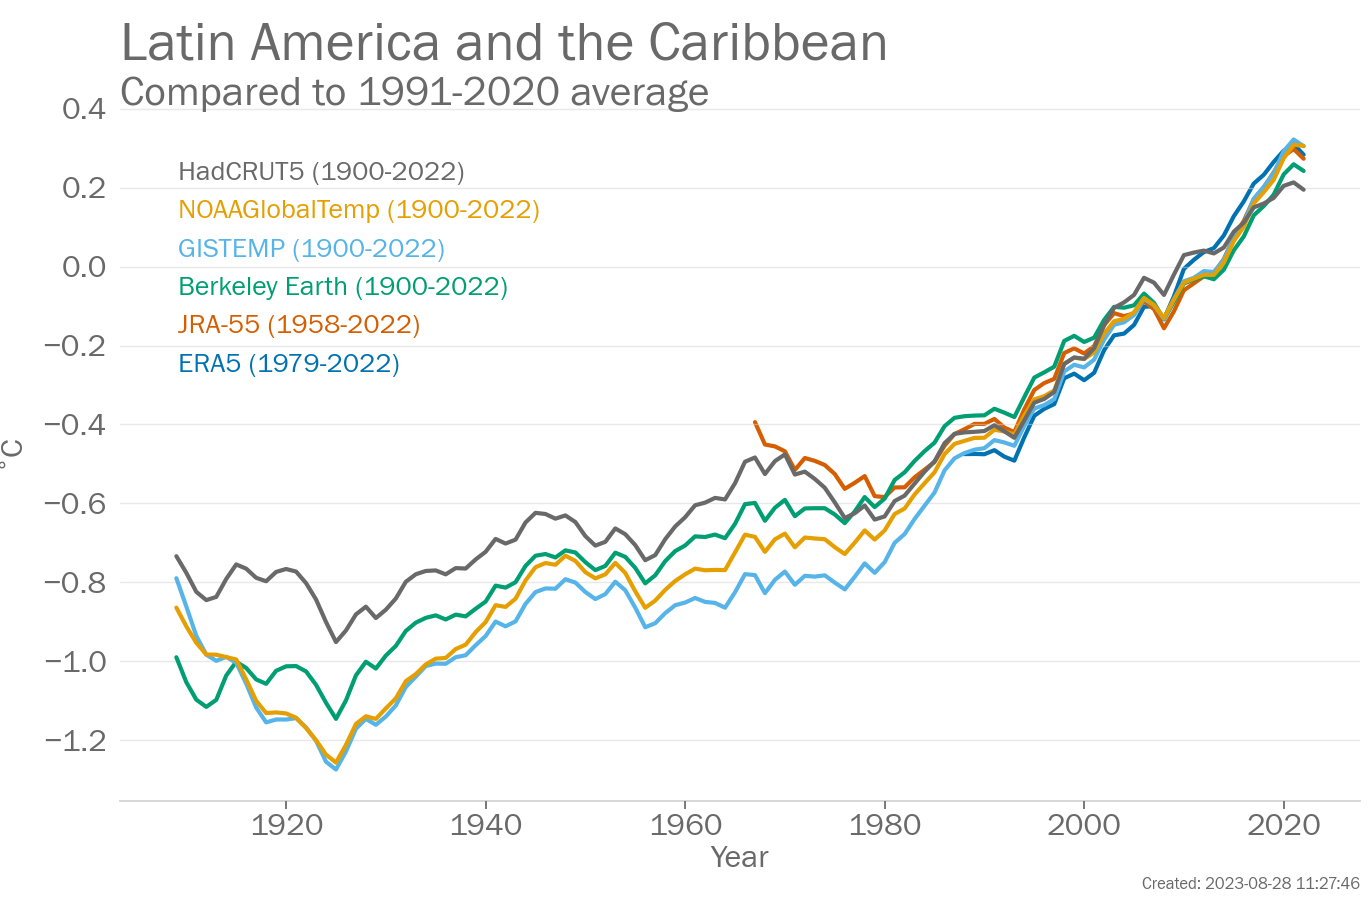 Latin America and the Caribbean
Compared to 1991-2020 average
0.4
HadCRUT5 (1900-2022)
0.2
NOAAGlobalTemp (1900-2022)
GISTEMP (1900-2022)
0.0
Berkeley Earth (1900-2022)
JRA-55 (1958-2022)
−0.2
ERA5 (1979-2022)
−0.4
°C
−0.6
−0.8
−1.0
−1.2
1920 1940 1960 1980 2000 2020
Year
Created: 2023-08-28 11:27:46